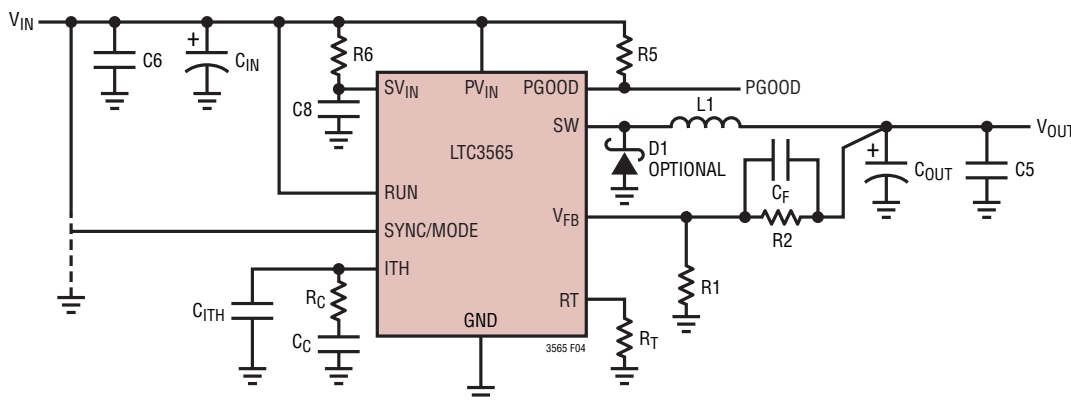 VIN
C6
+
CIN
R6
C8
SVIN
PVIN
PGOOD
R5
PGOOD
LTC3565
SW
L1
D1
OPTIONAL
VOUT
+
COUT
C5
RUN
CF
VFB
R2
SYNC/MODE
ITH
R1
RC
CITH
CC
RT
GND
RT
3565 F04